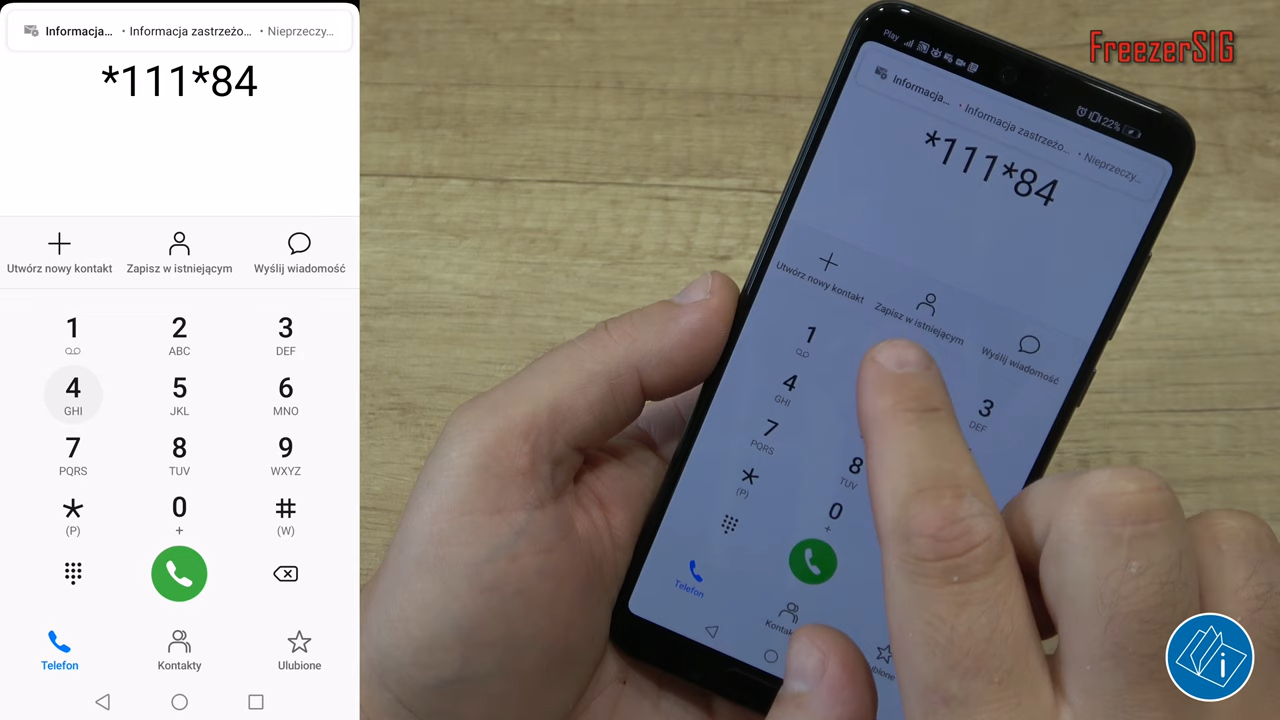 Informacja… • Informacja zastrzeżo… • Nieprzeczy…
*111*84
Utwórz nowy kontakt Zapisz w istniejącym Wyślij wiadomość
1 2 3
ABC DEF
4 5 6
GHI JKL MNO
7 8 9
PQRS TUV WXYZ
* 0 #
(P) + (W)
Telefon Kontakty Ulubione
FreezerSIG
Play 22%
Informacja… • Informacja zastrzeżo… • Nieprzeczy…
*111*84
Utwórz nowy kontakt Zapisz w istniejącym Wyślij wiadomość
1 3
DEF
4
GHI
7 8
PQRS TUV
* 0
(P) +
Telefon
i